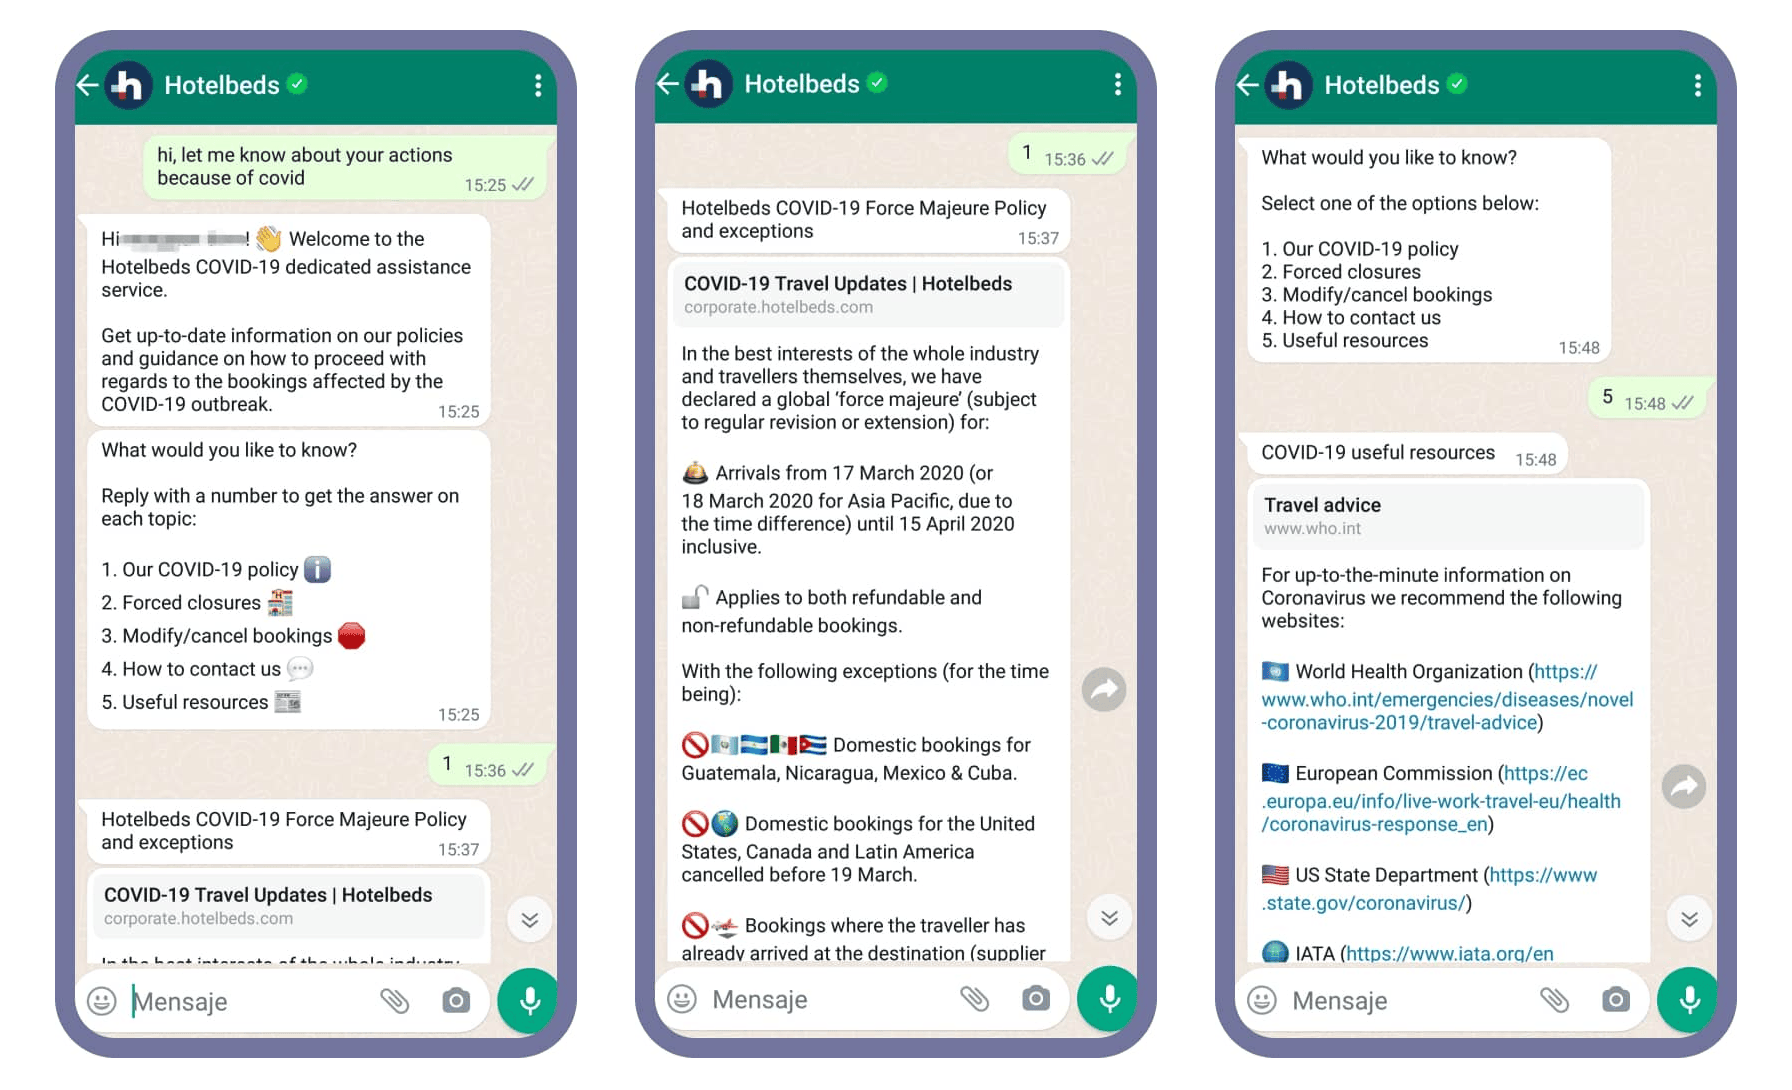 Hotelbeds
hi, let me know about your actions
because of covid
15:25
Hi ! 👋 Welcome to the
Hotelbeds COVID-19 dedicated assistance
service.
Get up-to-date information on our policies
and guidance on how to proceed with
regards to the bookings affected by the
COVID-19 outbreak.
15:25
What would you like to know?
Reply with a number to get the answer on
each topic:
1. Our COVID-19 policy ℹ️
2. Forced closures 🏨
3. Modify/cancel bookings 🛑
4. How to contact us 💬
5. Useful resources 📰
15:25
1 15:36
Hotelbeds COVID-19 Force Majeure Policy
and exceptions
15:37
COVID-19 Travel Updates | Hotelbeds
corporate.hotelbeds.com
In the best interests of the whole industry
Mensaje
Hotelbeds
1 15:36
Hotelbeds COVID-19 Force Majeure Policy
and exceptions
15:37
COVID-19 Travel Updates | Hotelbeds
corporate.hotelbeds.com
In the best interests of the whole industry
and travellers themselves, we have
declared a global ‘force majeure’ (subject
to regular revision or extension) for:
🛎️ Arrivals from 17 March 2020 (or
18 March 2020 for Asia Pacific, due to
the time difference) until 15 April 2020
inclusive.
🔓 Applies to both refundable and
non-refundable bookings.
With the following exceptions (for the time
being):
🚫🇬🇹🇳🇮🇲🇽🇨🇺 Domestic bookings for
Guatemala, Nicaragua, Mexico & Cuba.
🚫🌎 Domestic bookings for the United
States, Canada and Latin America
cancelled before 19 March.
🚫🛬 Bookings where the traveller has
already arrived at the destination (supplier
Mensaje
Hotelbeds
What would you like to know?
Select one of the options below:
1. Our COVID-19 policy
2. Forced closures
3. Modify/cancel bookings
4. How to contact us
5. Useful resources
15:48
5 15:48
COVID-19 useful resources 15:48
Travel advice
www.who.int
For up-to-the-minute information on
Coronavirus we recommend the following
websites:
🇺🇳 World Health Organization (https://
www.who.int/emergencies/diseases/novel
-coronavirus-2019/travel-advice)
🇪🇺 European Commission (https://ec
.europa.eu/info/live-work-travel-eu/health
/coronavirus-response_en)
🇺🇸 US State Department (https://www
.state.gov/coronavirus/)
🌐 IATA (https://www.iata.org/en
Mensaje